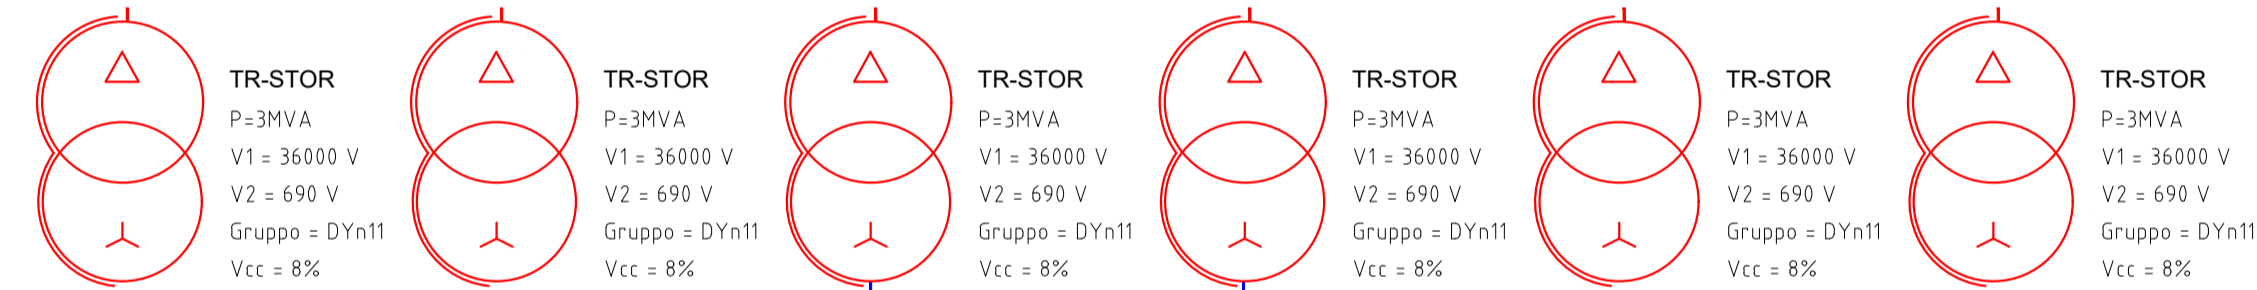 TR-STOR
P=3MVA
V1 = 36000 V
V2 = 690 V
Gruppo = DYn11
Vcc = 8%
TR-STOR
P=3MVA
V1 = 36000 V
V2 = 690 V
Gruppo = DYn11
Vcc = 8%
TR-STOR
P=3MVA
V1 = 36000 V
V2 = 690 V
Gruppo = DYn11
Vcc = 8%
TR-STOR
P=3MVA
V1 = 36000 V
V2 = 690 V
Gruppo = DYn11
Vcc = 8%
TR-STOR
P=3MVA
V1 = 36000 V
V2 = 690 V
Gruppo = DYn11
Vcc = 8%
TR-STOR
P=3MVA
V1 = 36000 V
V2 = 690 V
Gruppo = DYn11
Vcc = 8%